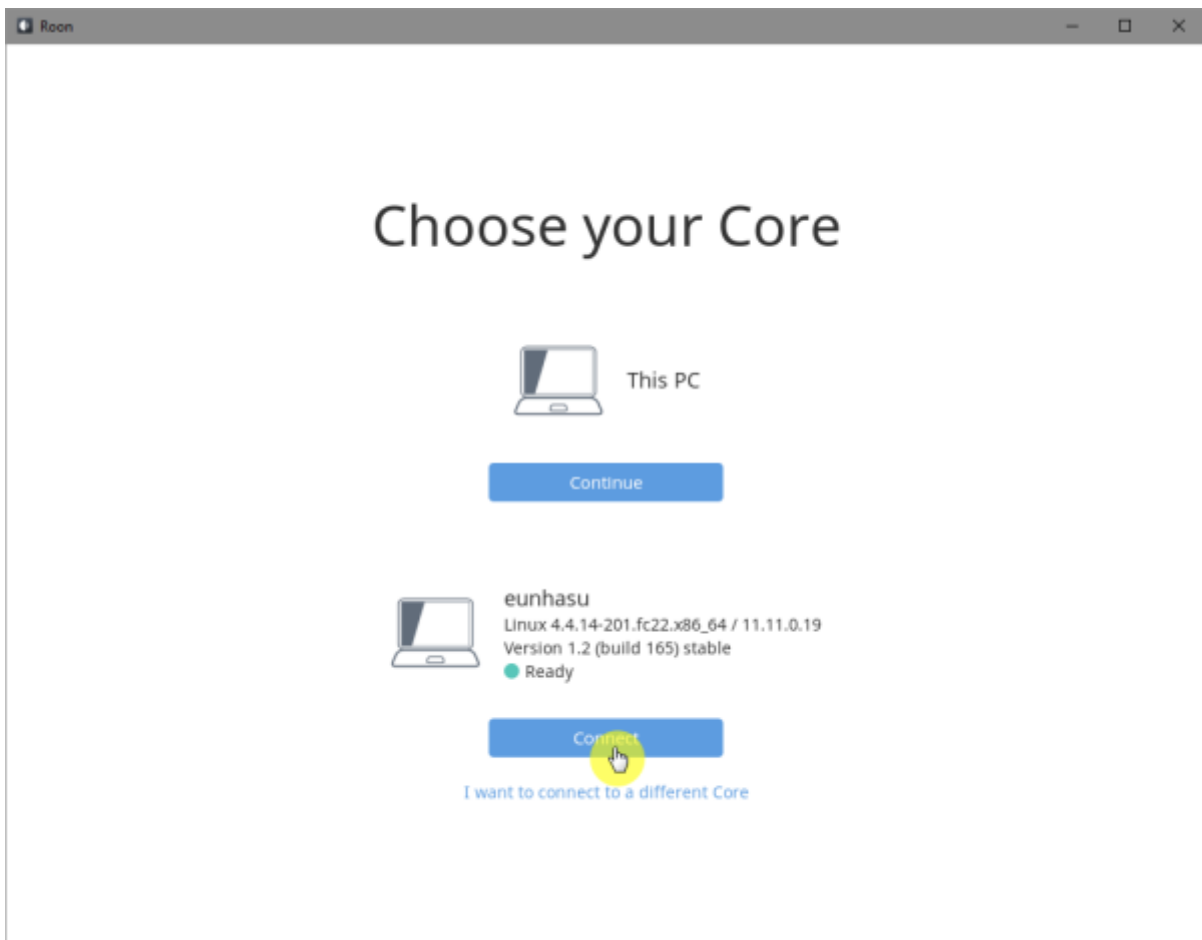 Roon
Choose your Core
This PC
Continue
eunhasu
Linux 4.4.14-201.fc22.x86_64 / 11.11.0.19
Version 1.2 (build 165) stable
Ready
Connect
I want to connect to a different Core